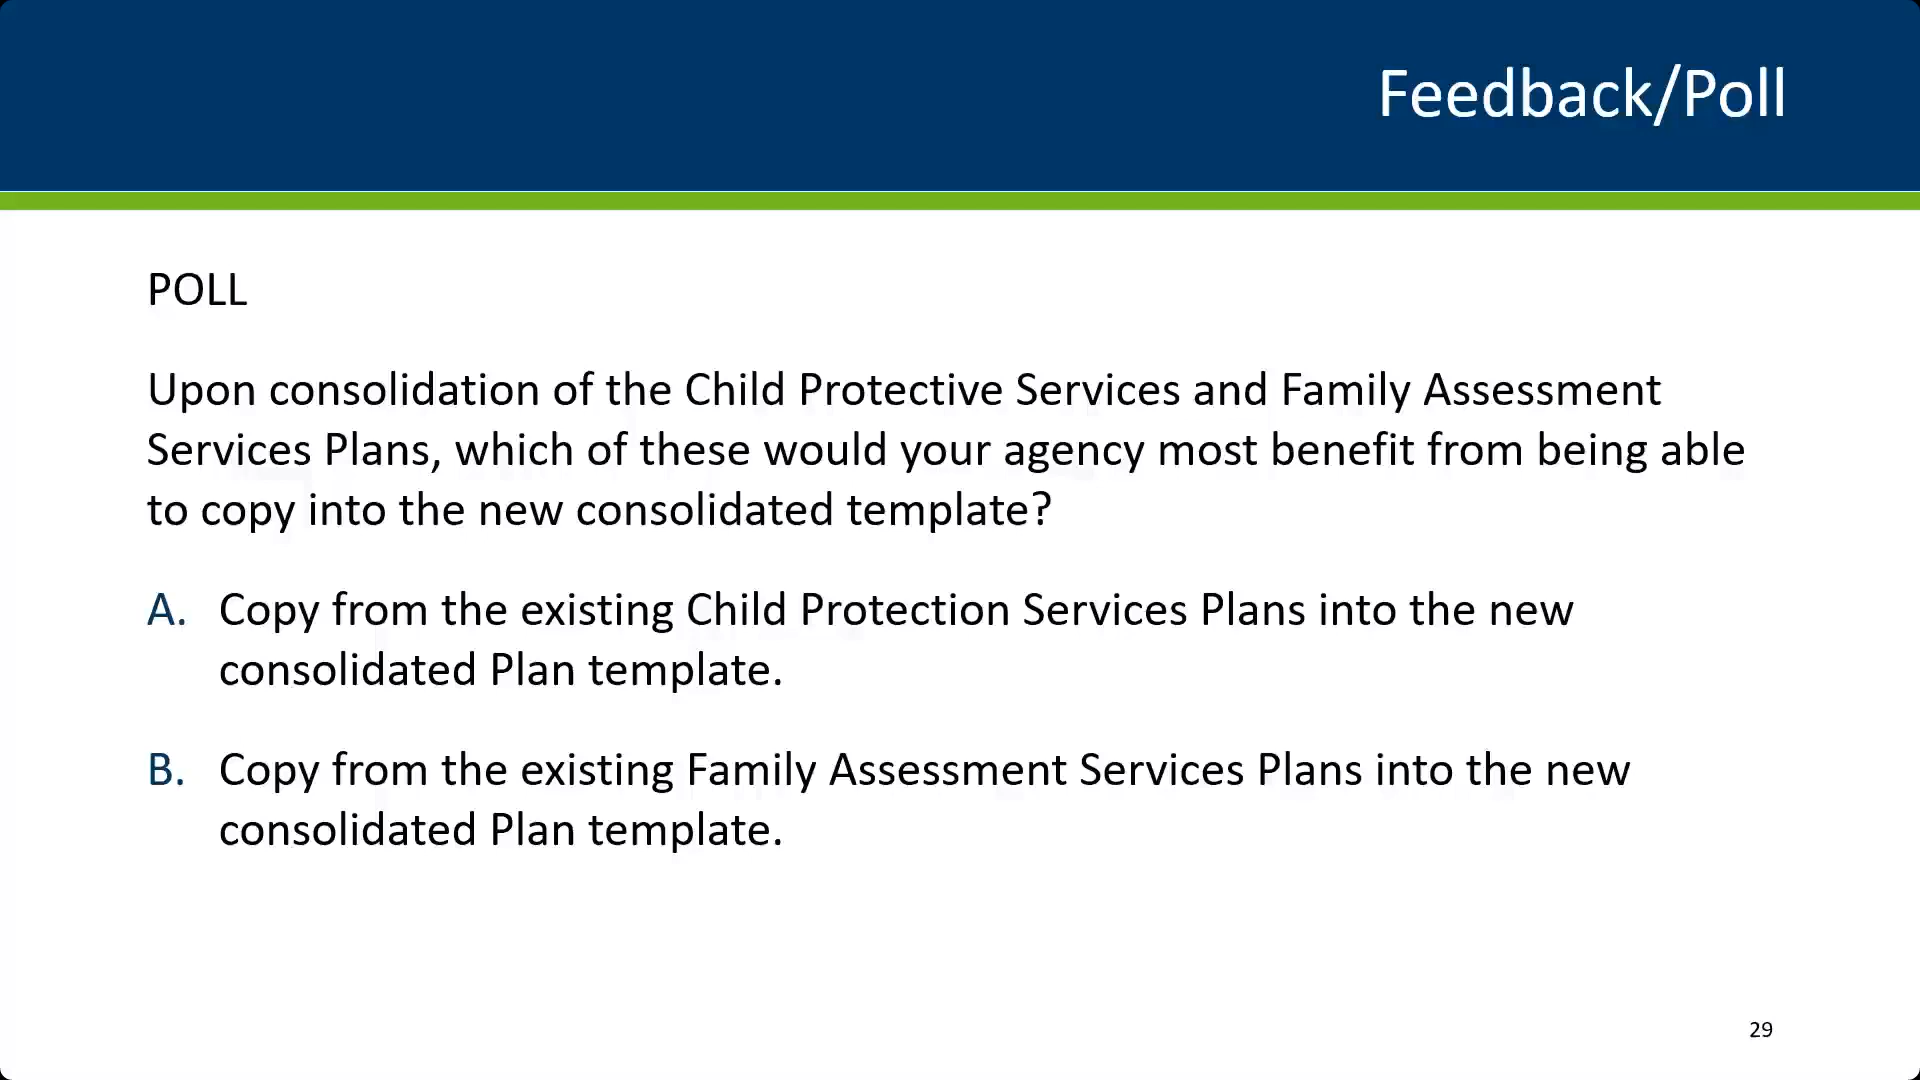 Feedback/Poll
POLL
Upon consolidation of the Child Protective Services and Family Assessment
Services Plans, which of these would your agency most benefit from being able
to copy into the new consolidated template?
A. Copy from the existing Child Protection Services Plans into the new
consolidated Plan template.
B. Copy from the existing Family Assessment Services Plans into the new
consolidated Plan template.
29